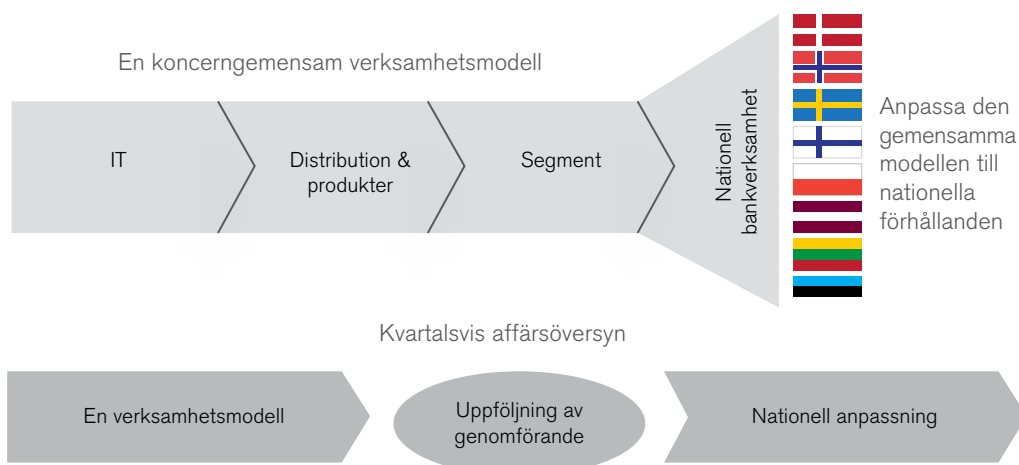 En koncerngemensam verksamhetsmodell
IT
Distribution &
produkter
Segment
Nationell
bankverksamhet
Anpassa den
gemensamma
modellen till
nationella
förhållanden
Kvartalsvis affärsöversyn
En verksamhetsmodell
Uppföljning av
genomförande
Nationell anpassning